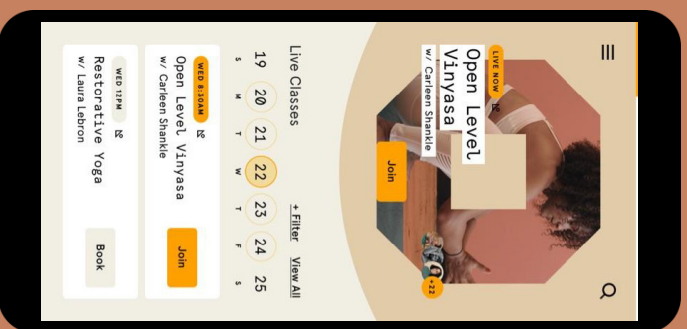 LIVE NOW
Open Level
Vinyasa
w/ Carleen Shankle
Join
+22
Live Classes
+ Filter
View All
19 20 21 22 23 24 25
S M T W T F S
WED 8:30AM
Open Level Vinyasa
w/ Carleen Shankle
Join
WED 12PM
Restorative Yoga
w/ Laura Lebron
Book